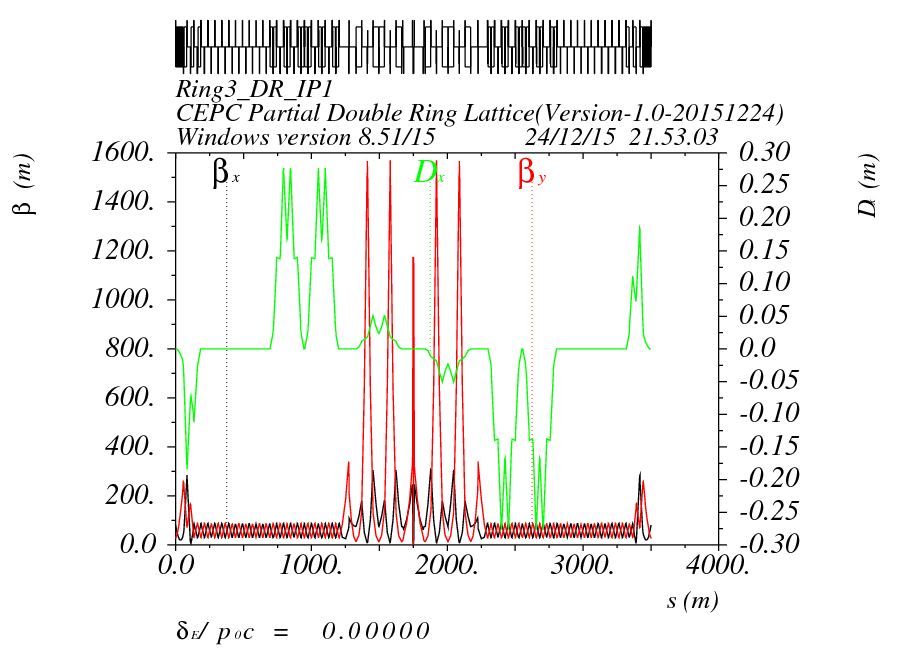 Ring3_DR_IP1
CEPC Partial Double Ring Lattice(Version-1.0-20151224)
Windows version 8.51/15 24/12/15 21.53.03
β (m)
1600.
1400.
1200.
1000.
800.
600.
400.
200.
0.0
βx
Dx
βy
0.30
0.25
0.20
0.15
0.10
0.05
0.0
-0.05
-0.10
-0.15
-0.20
-0.25
-0.30
D (m)
0.0 1000. 2000. 3000. 4000.
s (m)
δE/ p0c = 0.00000